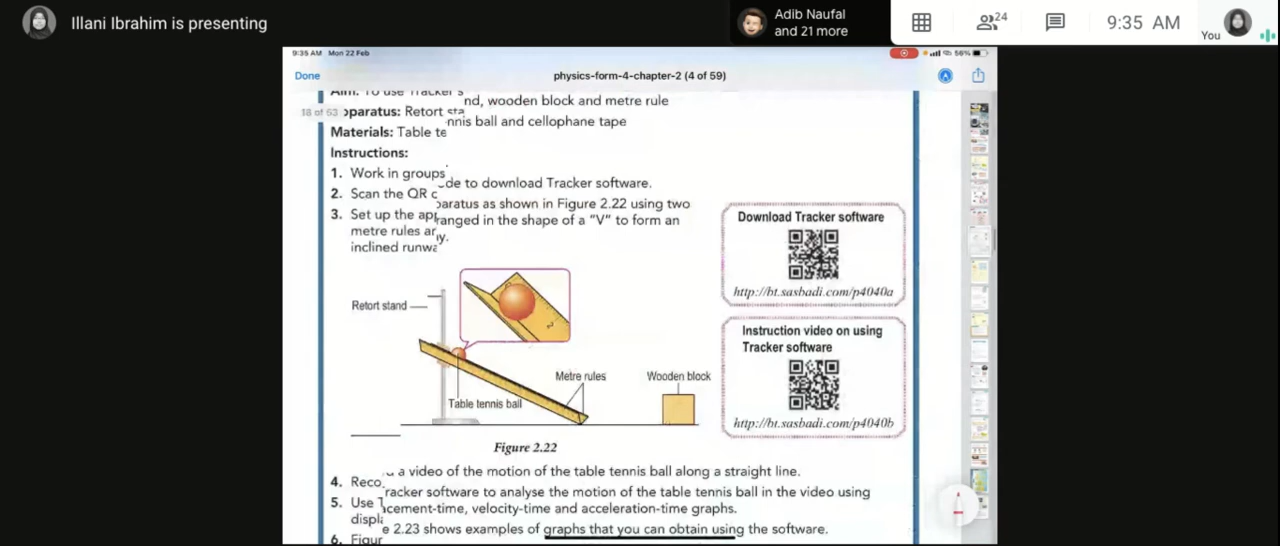 Illani Ibrahim is presenting
Adib Naufal
and 21 more
24
9:35 AM
You
9:35 AM Mon 22 Feb
56%
Done
physics-form-4-chapter-2 (4 of 59)
18 of 63
Aim: To use Tracker s
nd, wooden block and metre rule
pparatus: Retort sta
nnis ball and cellophane tape
Materials: Table te
Instructions:
1. Work in groups
ode to download Tracker software.
2. Scan the QR c
paratus as shown in Figure 2.22 using two
3. Set up the app
ranged in the shape of a "V" to form an
metre rules ar
ay.
inclined runwa
Download Tracker software
http://bt.sasbadi.com/p4040a
Instruction video on using
Tracker software
http://bt.sasbadi.com/p4040b
Retort stand
Metre rules
Wooden block
Table tennis ball
Figure 2.22
a video of the motion of the table tennis ball along a straight line.
4. Reco
racker software to analyse the motion of the table tennis ball in the video using
5. Use T
acement-time, velocity-time and acceleration-time graphs.
displa
e 2.23 shows examples of graphs that you can obtain using the software.
6. Figur